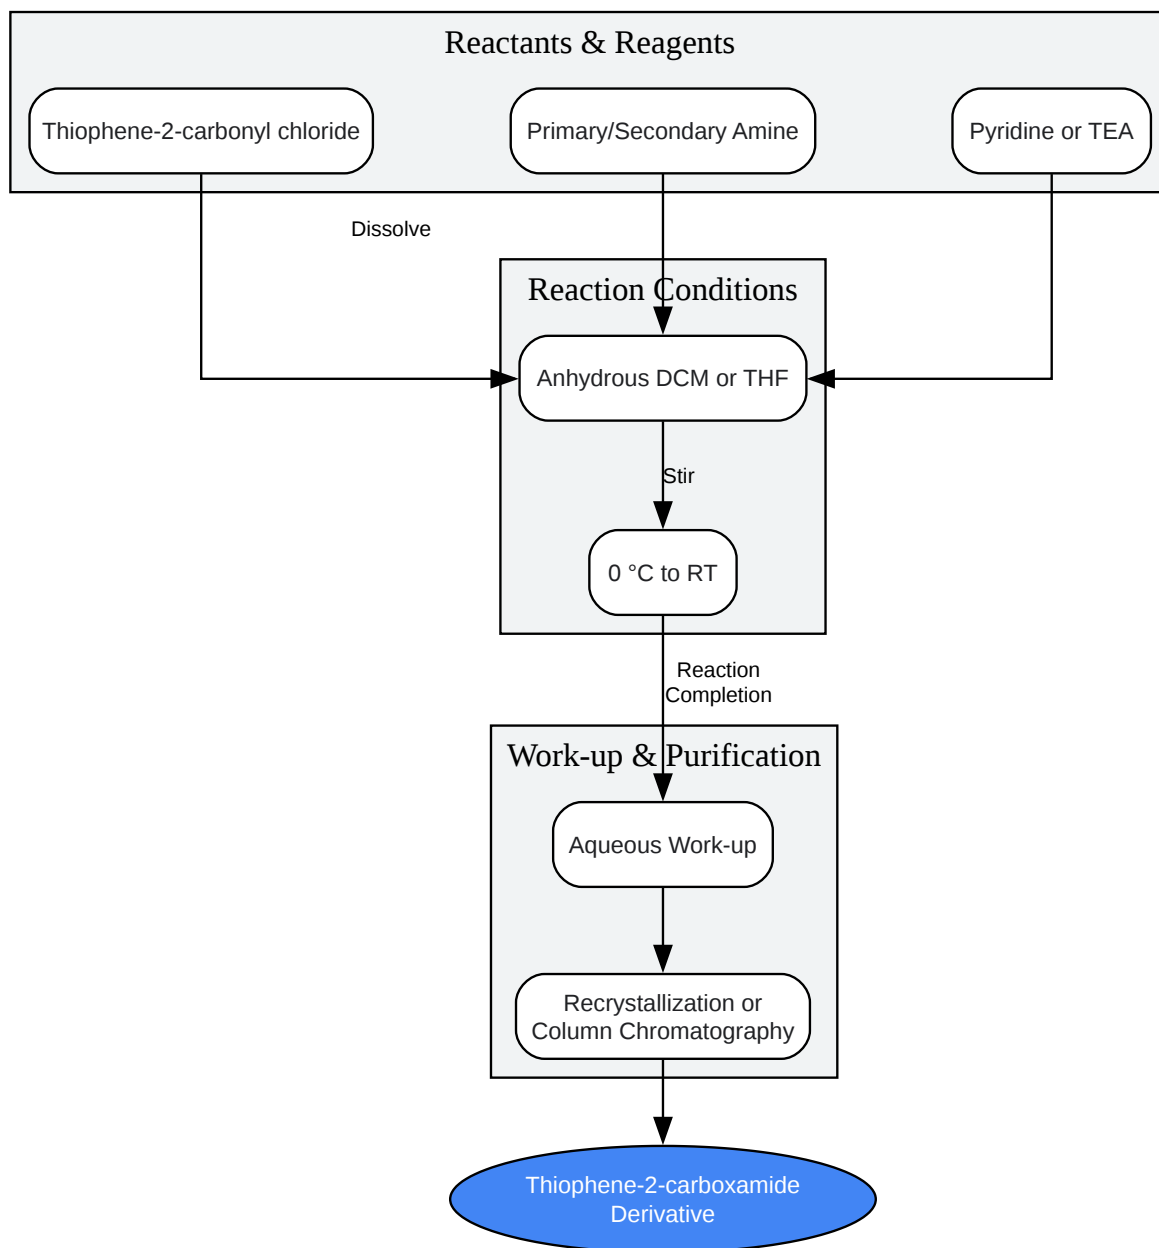 Reactants & Reagents
Thiophene-2-carbonyl chloride
Primary/Secondary Amine
Pyridine or TEA
Dissolve
Reaction Conditions
Anhydrous DCM or THF
Stir
0 °C to RT
Reaction
Completion
Work-up & Purification
Aqueous Work-up
Recrystallization or
Column Chromatography
Thiophene-2-carboxamide
Derivative